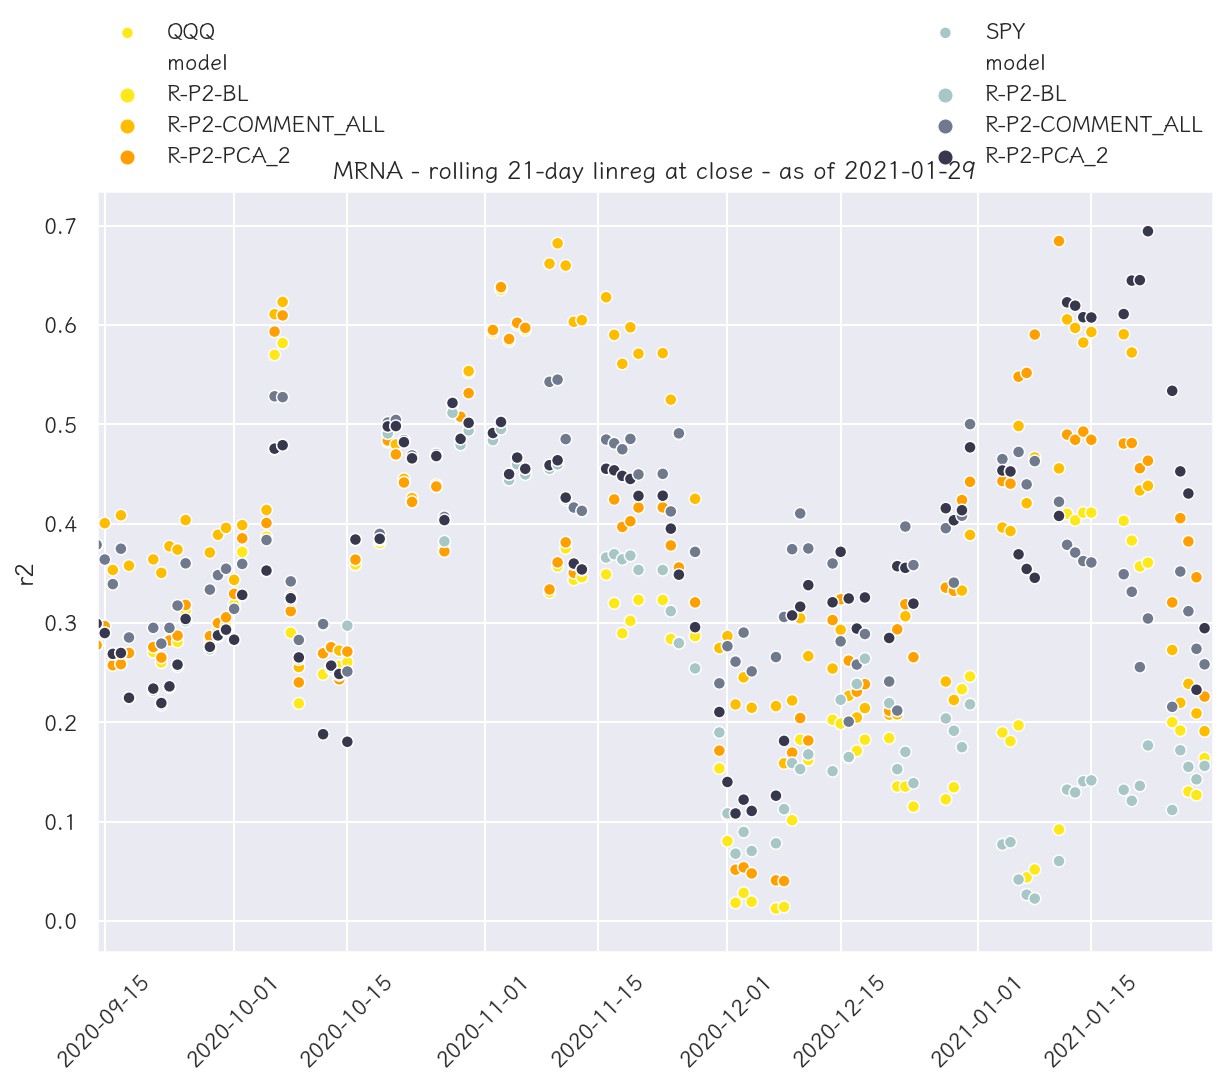 QQQ
model
R-P2-BL
R-P2-COMMENT_ALL
R-P2-PCA_2
SPY
model
R-P2-BL
R-P2-COMMENT_ALL
R-P2-PCA_2
MRNA - rolling 21-day linreg at close - as of 2021-01-29
r2
0.7
0.6
0.5
0.4
0.3
0.2
0.1
0.0
2020-09-15
2020-10-01
2020-10-15
2020-11-01
2020-11-15
2020-12-01
2020-12-15
2021-01-01
2021-01-15